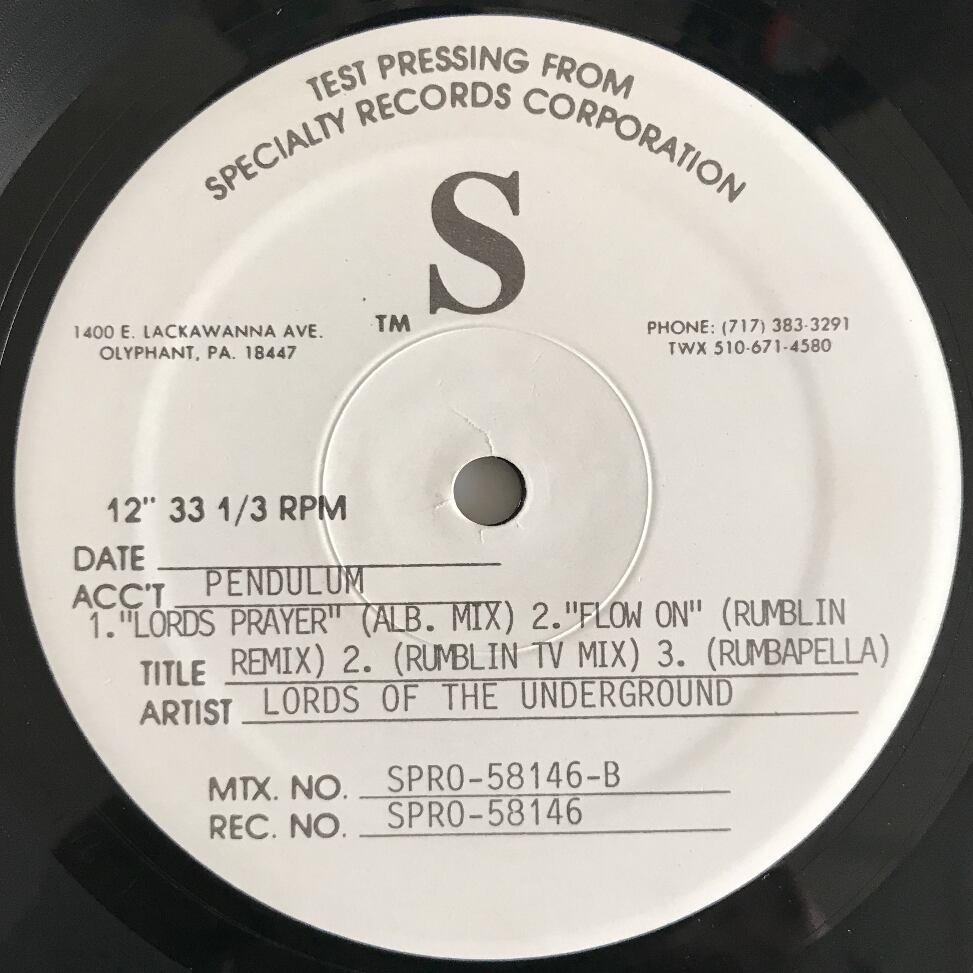 TEST PRESSING FROM
SPECIALTY RECORDS CORPORATION
S
TM
1400 E. LACKAWANNA AVE.
OLYPHANT, PA. 18447
PHONE: (717) 383-3291
TWX 510-671-4580
12" 33 1/3 RPM
DATE
ACC'T PENDULUM
1."LORDS PRAYER" (ALB. MIX) 2."FLOW ON" (RUMBLIN
TITLE REMIX) 2. (RUMBLIN TV MIX) 3. (RUMBAPELLA)
ARTIST LORDS OF THE UNDERGROUND
MTX. NO. SPRO-58146-B
REC. NO. SPRO-58146